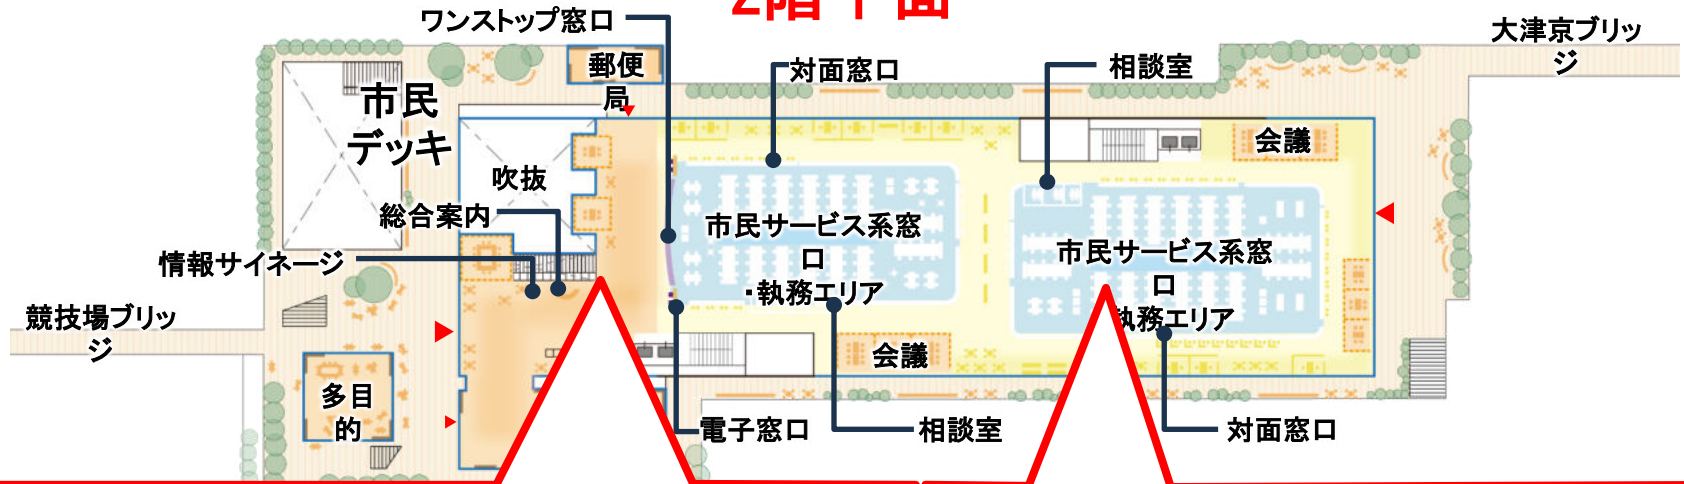 2階平面
ワンストップ窓口
大津京ブリッ
ジ
郵便
局
対面窓口
相談室
市民
デッキ
会議
吹抜
総合案内
市民サービス系窓
口
・執務エリア
市民サービス系窓
口
執務エリア
情報サイネージ
競技場ブリッ
ジ
会議
多目
的
電子窓口
相談室
対面窓口